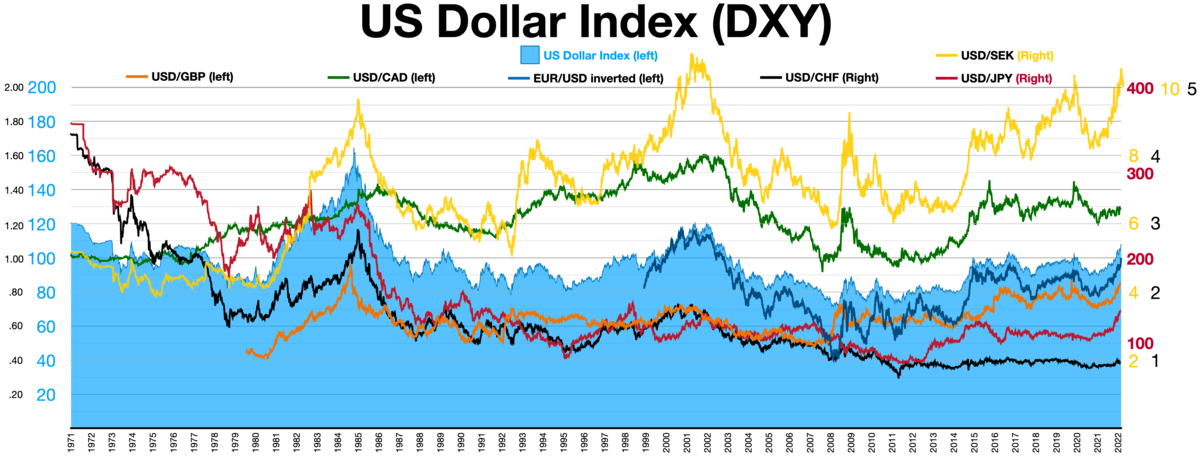 US Dollar Index (DXY)
US Dollar Index (left) USD/SEK (Right)
USD/GBP (left) USD/CAD (left) EUR/USD inverted (left) USD/CHF (Right) USD/JPY (Right)
2.00 200 400 10 5
1.80 180
1.60 160 8 4
300
1.40 140
1.20 120 6 3
1.00 100 200
.80 80 4 2
.60 60
100
.40 40 2 1
.20 20
1971 1972 1973 1974 1975 1976 1977 1978 1979 1980 1981 1982 1983 1984 1985 1986 1987 1988 1989 1990 1991 1992 1993 1994 1995 1996 1997 1998 1999 2000 2001 2002 2003 2004 2005 2006 2007 2008 2009 2010 2011 2012 2013 2014 2015 2016 2017 2018 2019 2020 2021 2022